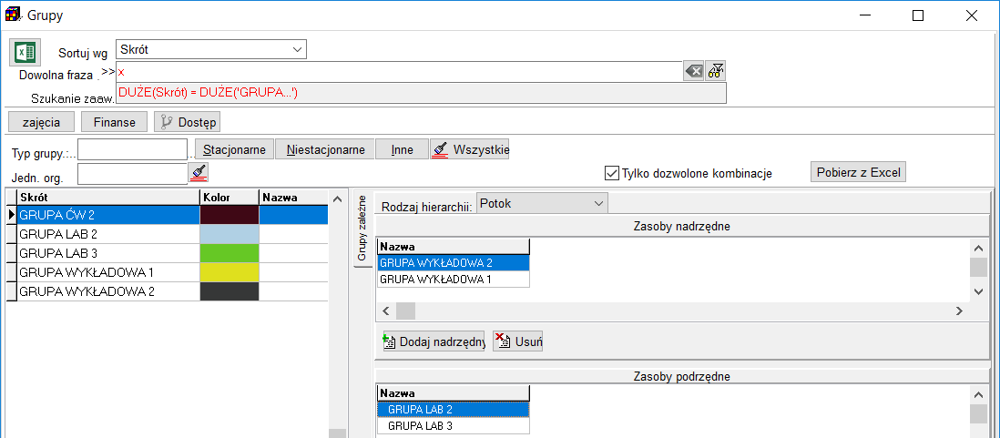 Grupy
Sortuj wg Skrót
Dowolna fraza . >> x
Szukanie zaaw. DUŻE(Skrót) = DUŻE('GRUPA...')
zajęcia Finanse Dostęp
Typ grupy.:.. Stacjonarne Niestacjonarne Inne Wszystkie
Jedn. org. Tylko dozwolone kombinacje Pobierz z Excel
Skrót Kolor Nazwa
GRUPA ĆW 2
GRUPA LAB 2
GRUPA LAB 3
GRUPA WYKŁADOWA 1
GRUPA WYKŁADOWA 2
Grupy zależne
Rodzaj hierarchii: Potok
Zasoby nadrzędne
Nazwa
GRUPA WYKŁADOWA 2
GRUPA WYKŁADOWA 1
Dodaj nadrzędny Usuń
Zasoby podrzędne
Nazwa
GRUPA LAB 2
GRUPA LAB 3